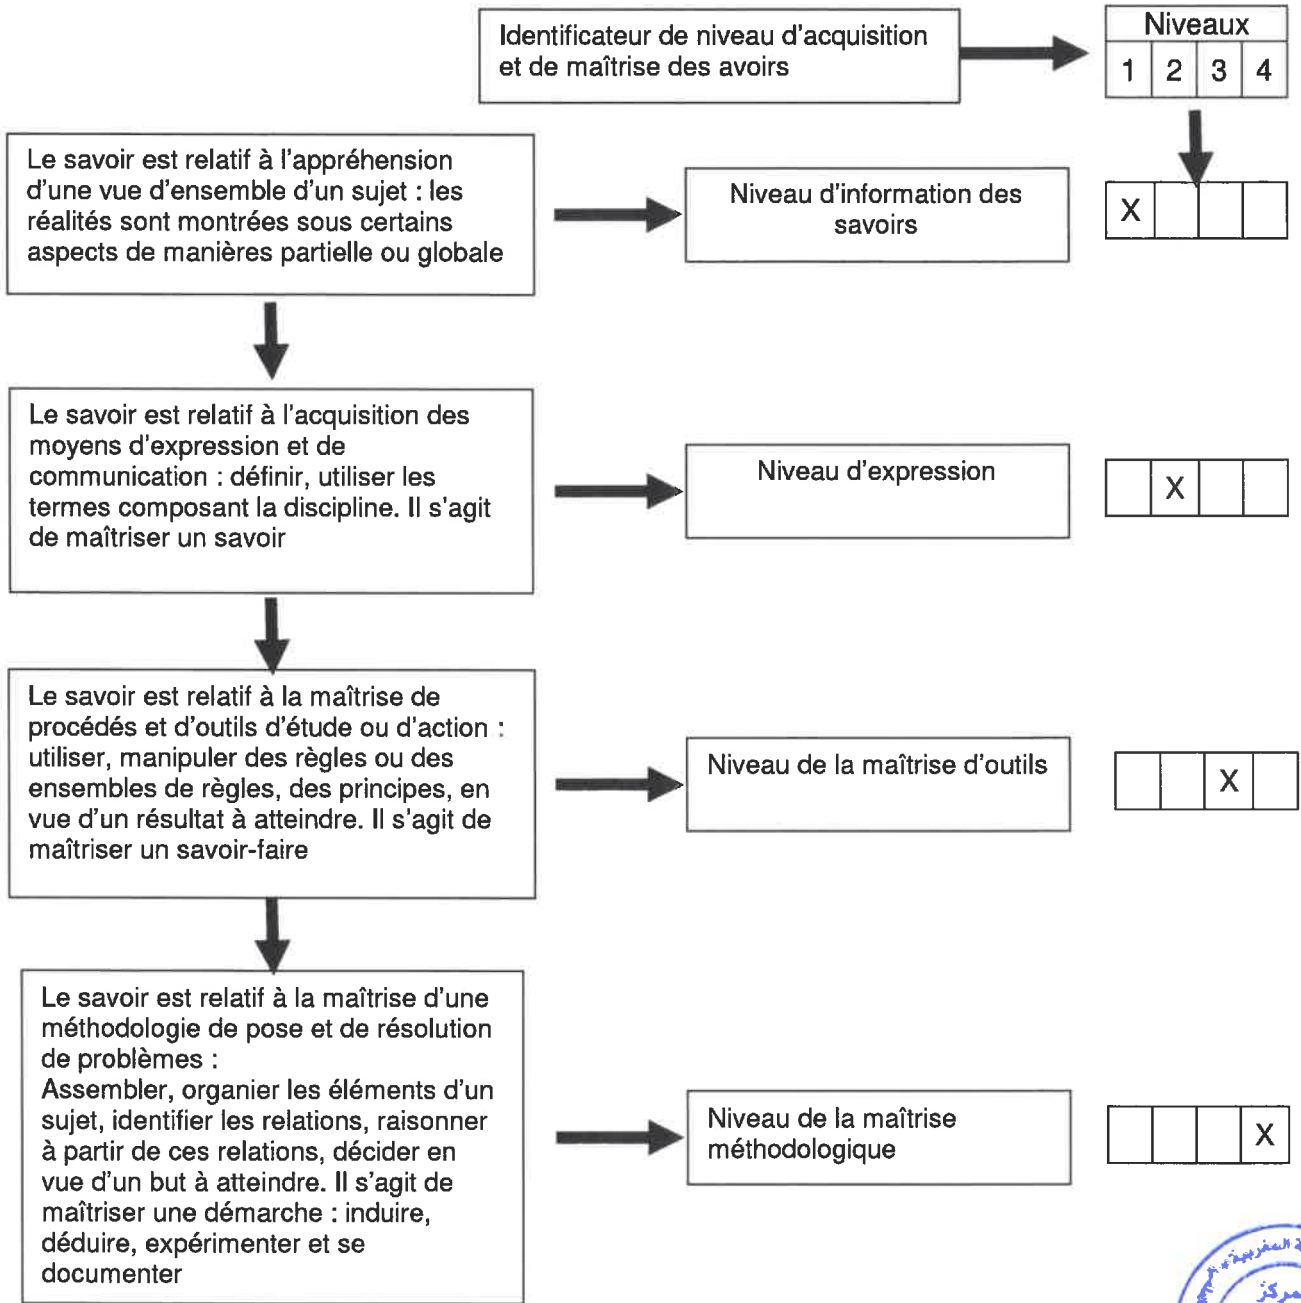 Identificateur de niveau d'acquisition
et de maîtrise des avoirs
Niveaux
1 2 3 4
Le savoir est relatif à l'appréhension
d'une vue d'ensemble d'un sujet : les
réalités sont montrées sous certains
aspects de manières partielle ou globale
Niveau d'information des
savoirs
X
Le savoir est relatif à l'acquisition des
moyens d'expression et de
communication : définir, utiliser les
termes composant la discipline. Il s'agit
de maîtriser un savoir
Niveau d'expression
X
Le savoir est relatif à la maîtrise de
procédés et d'outils d'étude ou d'action :
utiliser, manipuler des règles ou des
ensembles de règles, des principes, en
vue d'un résultat à atteindre. Il s'agit de
maîtriser un savoir-faire
Niveau de la maîtrise d'outils
X
Le savoir est relatif à la maîtrise d'une
méthodologie de pose et de résolution
de problèmes :
Assembler, organier les éléments d'un
sujet, identifier les relations, raisonner
à partir de ces relations, décider en
vue d'un but à atteindre. Il s'agit de
maîtriser une démarche : induire,
déduire, expérimenter et se
documenter
Niveau de la maîtrise
méthodologique
X